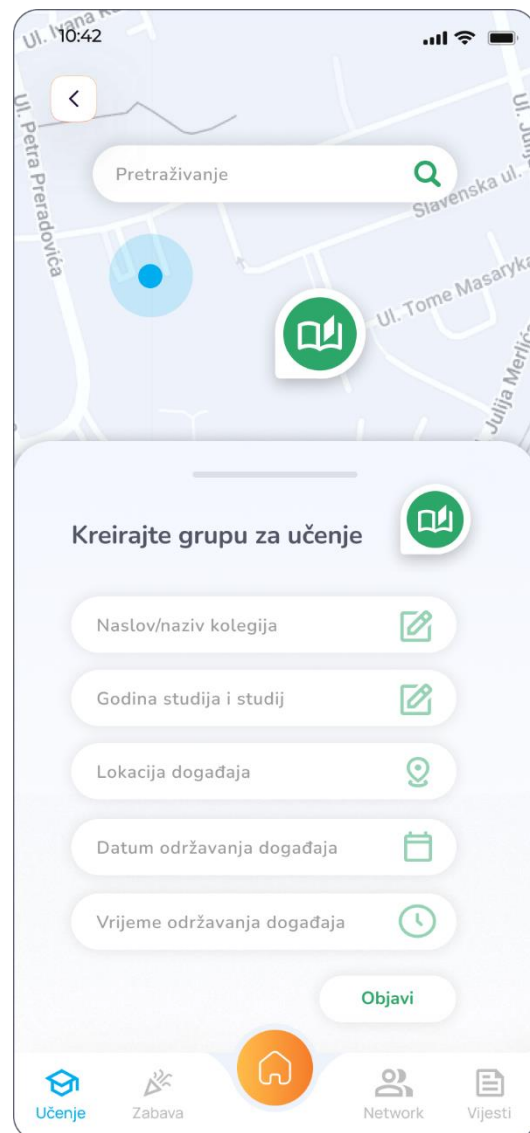 Ul. Ivana
10:42
Ul. Petra Preradovića
Pretraživanje
Slavenska ul.
Ul. Tome Masaryka
Julija Merlić
Kreirajte grupu za učenje
Naslov/naziv kolegija
Godina studija i studij
Lokacija događaja
Datum održavanja događaja
Vrijeme održavanja događaja
Objavi
Učenje
Zabava
Network
Vijesti